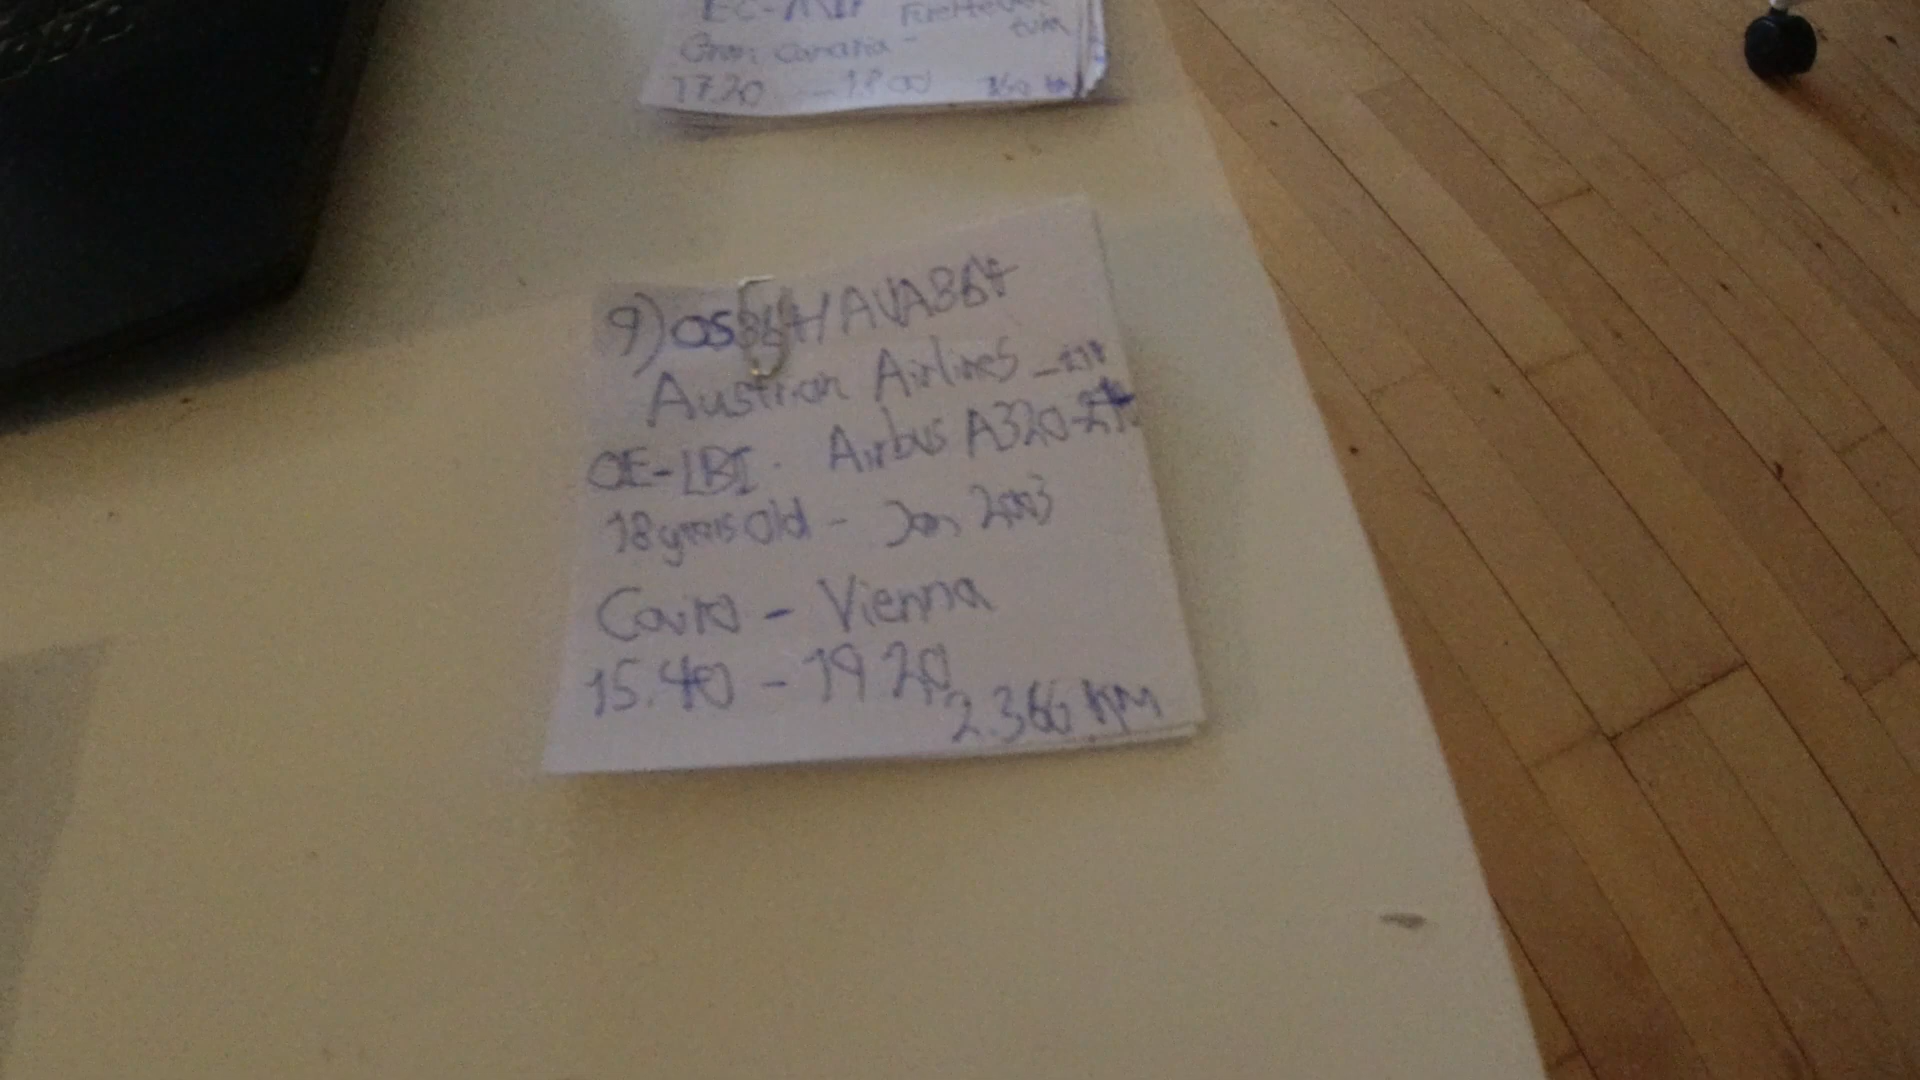 Gran Canaria -
17.20 - 18.00
9) OS864/AUA864
Austrian Airlines
OE-LBI. Airbus A320-
18 years old - Jan 2003
Cairo - Vienna
15.40 - 19 20
2.366 KM